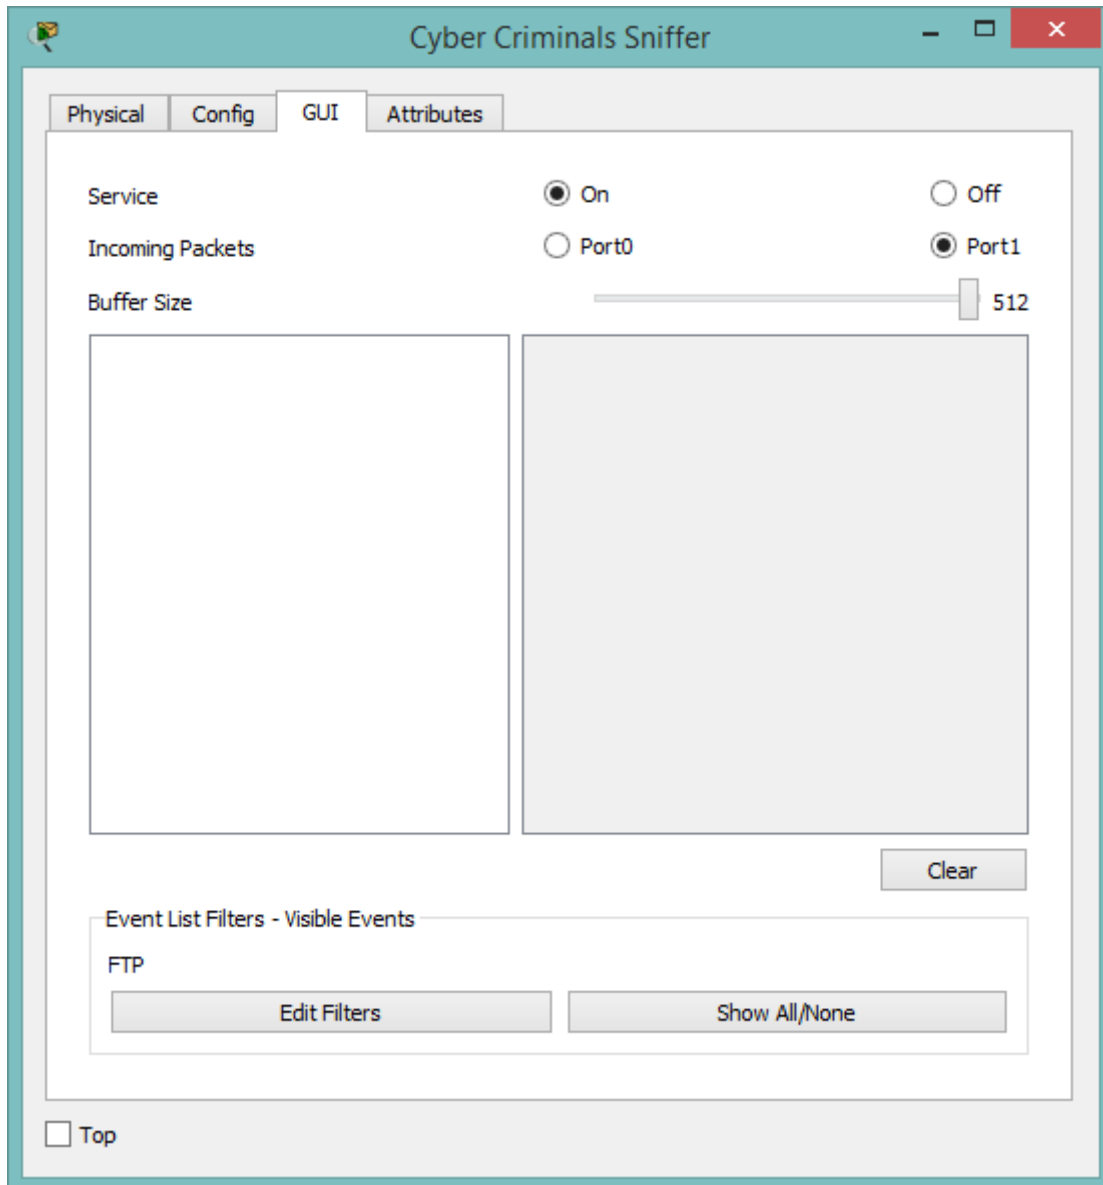 Cyber Criminals Sniffer
Physical Config GUI Attributes
Service On Off
Incoming Packets Port0 Port1
Buffer Size 512
Clear
Event List Filters - Visible Events
FTP
Edit Filters Show All/None
Top